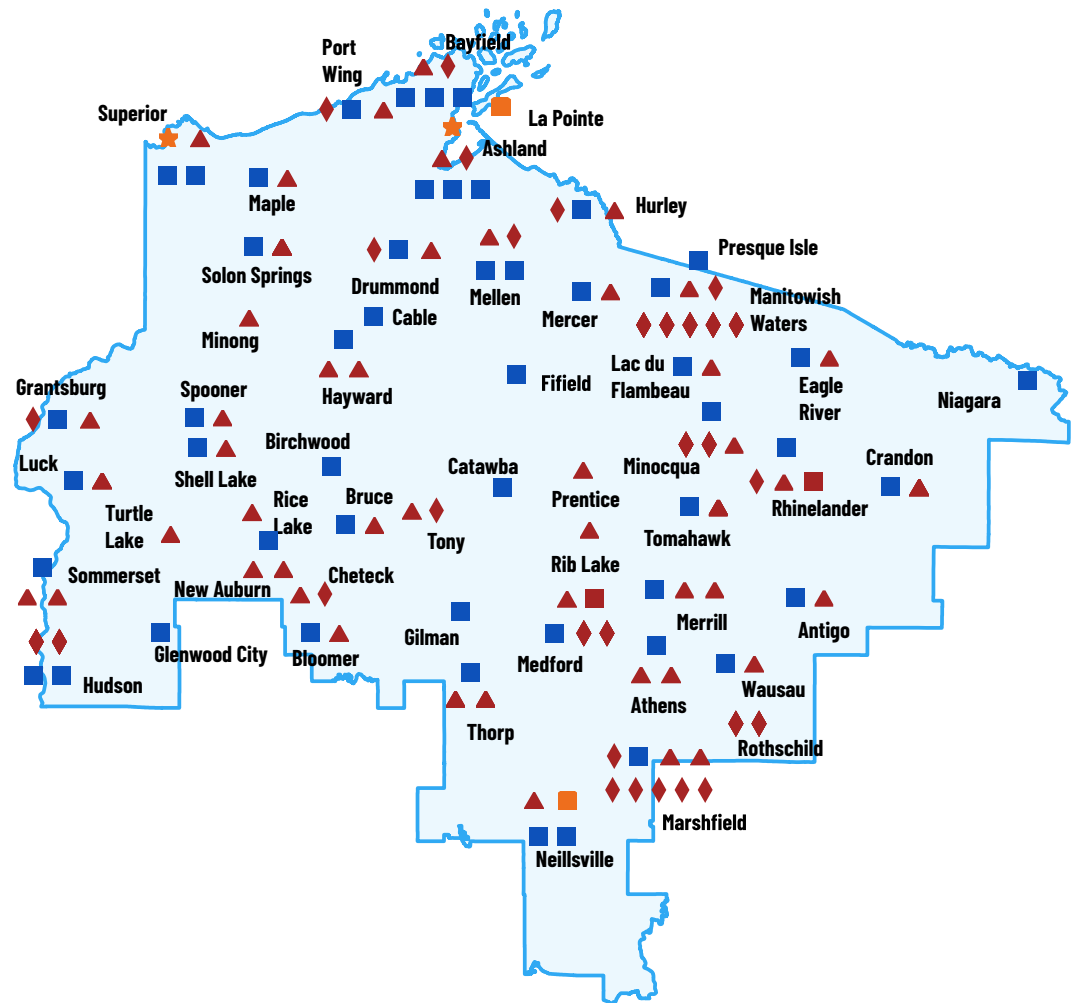 Bayfield
Port
Wing
Superior
La Pointe
Ashland
Maple
Hurley
Presque Isle
Solon Springs
Drummond
Mellen
Manitowish
Waters
Mercer
Cable
Minong
Lac du
Flambeau
Eagle
River
Fifield
Grantsburg
Spooner
Hayward
Niagara
Birchwood
Luck
Shell Lake
Catawba
Minocqua
Crandon
Rice
Lake
Bruce
Prentice
Rhinelander
Turtle
Lake
Tony
Tomahawk
Rib Lake
Sommerset
New Auburn
Cheteck
Merrill
Antigo
Gilman
Glenwood City
Bloomer
Medford
Hudson
Wausau
Athens
Thorp
Rothschild
Marshfield
Neillsville